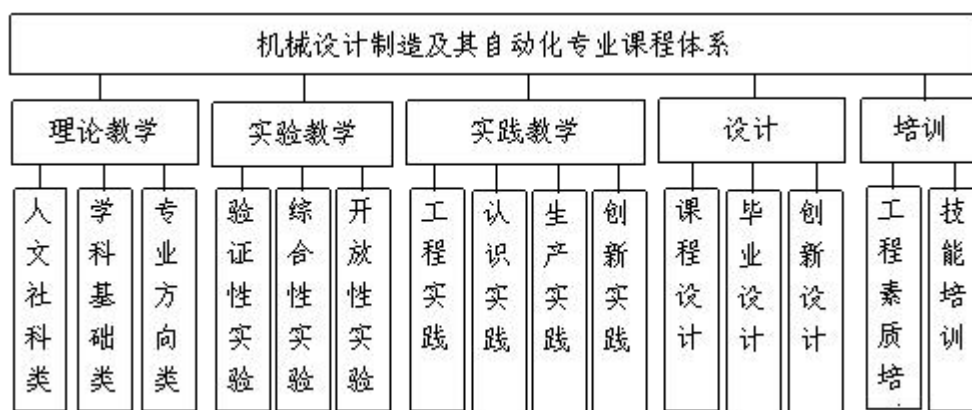 机械设计制造及其自动化专业课程体系
理论教学
实验教学
实践教学
设计
培训
人文社科类
学科基础类
专业方向类
验证性实验
综合性实验
开放性实验
工程实践
认识实践
生产实践
创新实践
课程设计
毕业设计
创新设计
工程素质培
技能培训